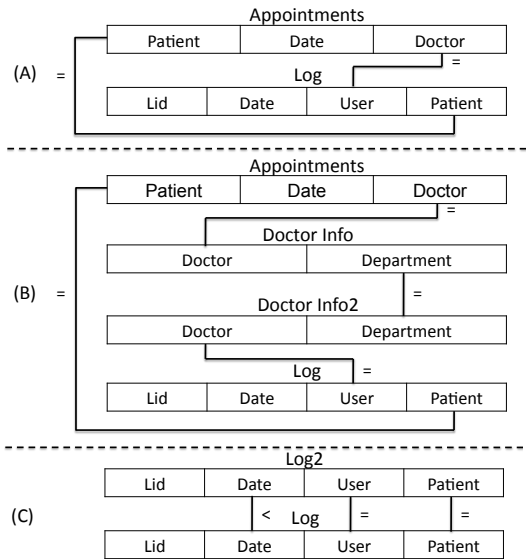 Appointments
Patient Date Doctor
(A) = =
Log
Lid Date User Patient
Appointments
Patient Date Doctor
=
Doctor Info
Doctor Department
(B) = =
Doctor Info2
Doctor Department
Log =
Lid Date User Patient
Log2
Lid Date User Patient
(C) < Log = =
Lid Date User Patient